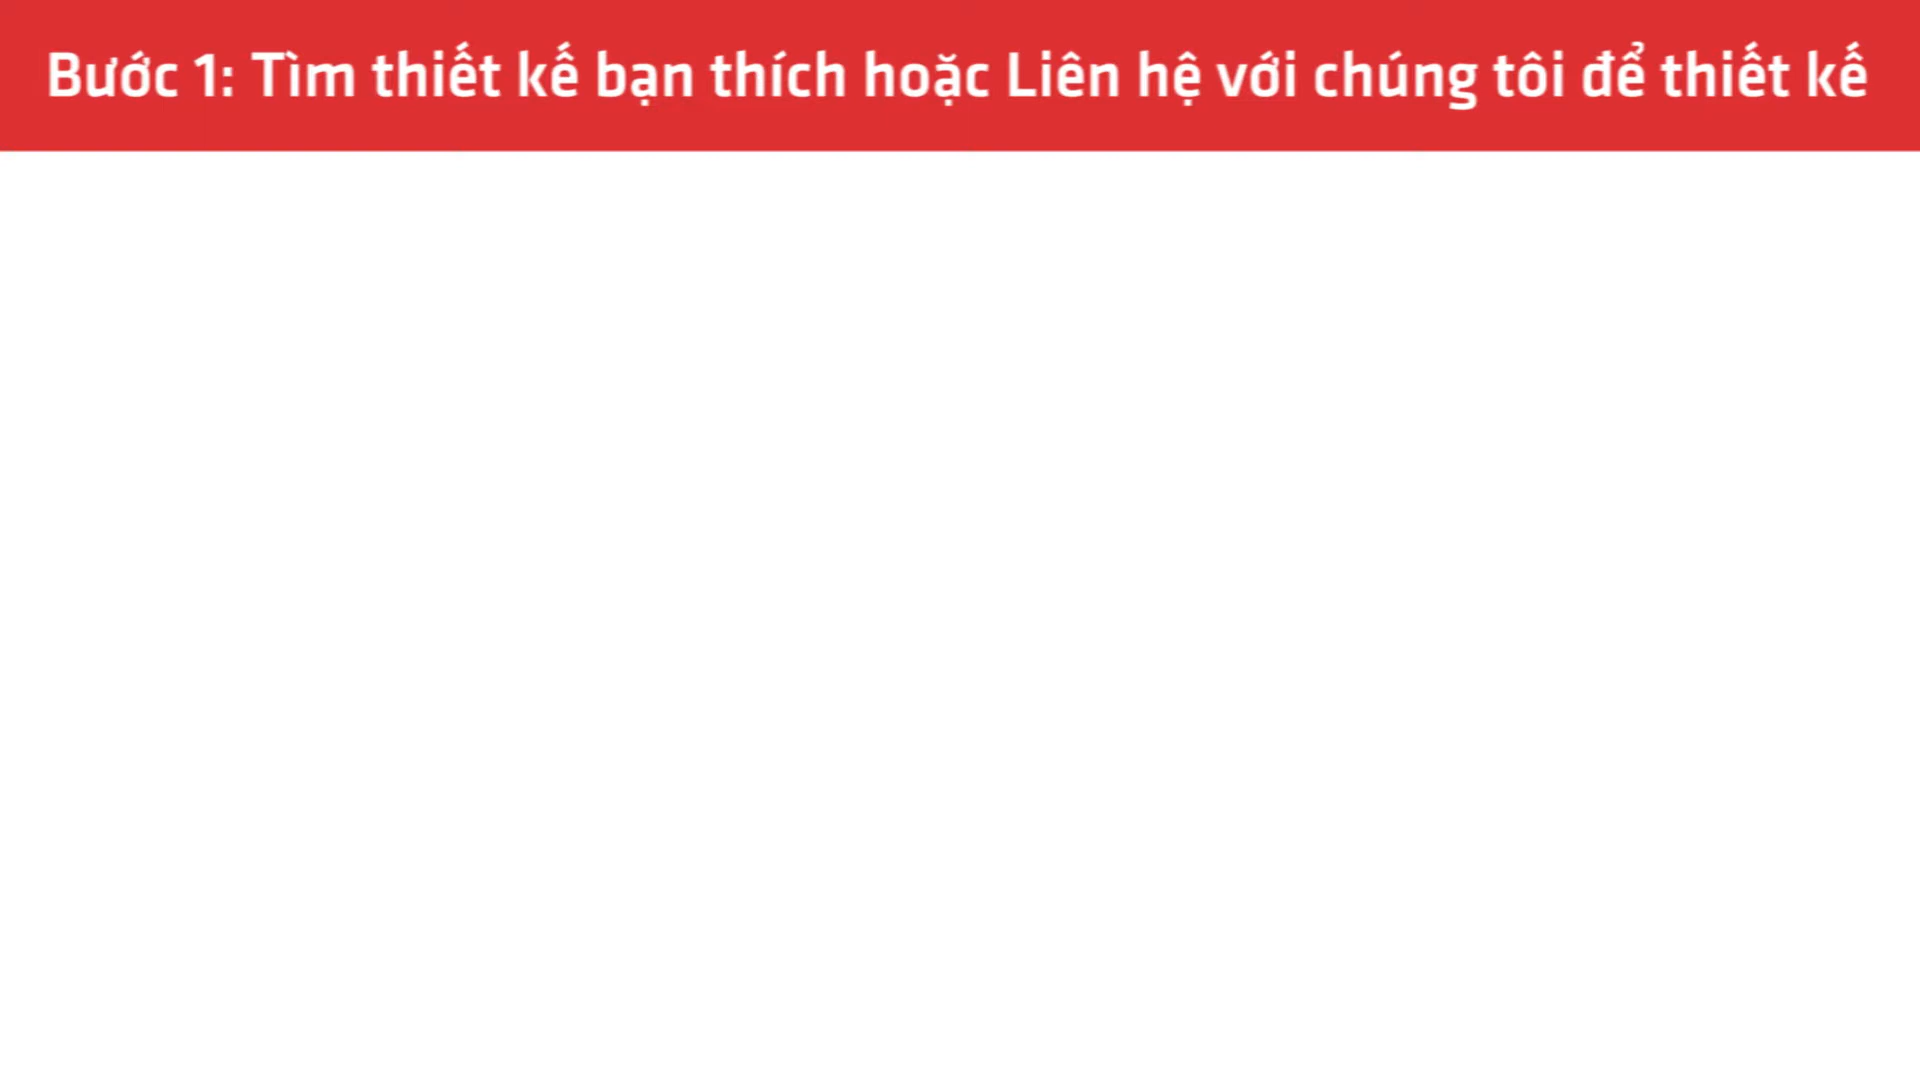 Bước 1: Tìm thiết kế bạn thích hoặc Liên hệ với chúng tôi để thiết kế